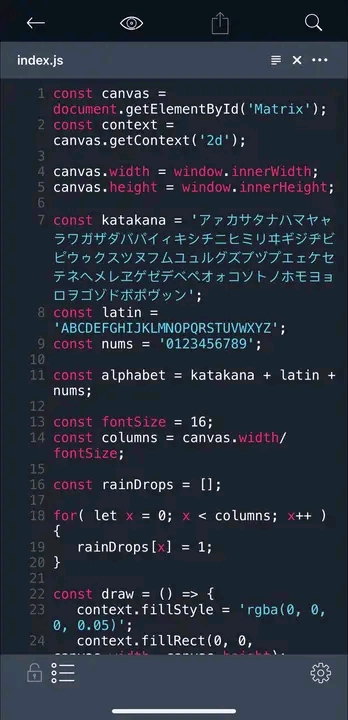 index.js
1 const canvas =
document.getElementById('Matrix');
2 const context =
canvas.getContext('2d');
3
4 canvas.width = window.innerWidth;
5 canvas.height = window.innerHeight;
6
7 const katakana = 'アァカサタナハマヤャ
ラワガザダバパイィキシチニヒミリヰギジヂビ
ピウゥクスツヌフムユュルグズブヅプエェケセ
テネヘメレヱゲゼデベペオォコソトノホモヨョ
ロヲゴゾドボポヴッン';
8 const latin =
'ABCDEFGHIJKLMNOPQRSTUVWXYZ';
9 const nums = '0123456789';
10
11 const alphabet = katakana + latin +
nums;
12
13 const fontSize = 16;
14 const columns = canvas.width/
fontSize;
15
16 const rainDrops = [];
17
18 for( let x = 0; x < columns; x++ )
{
19 rainDrops[x] = 1;
20 }
21
22 const draw = () => {
23 context.fillStyle = 'rgba(0, 0,
0, 0.05)';
24 context.fillRect(0, 0,
canvas.width, canvas.height);